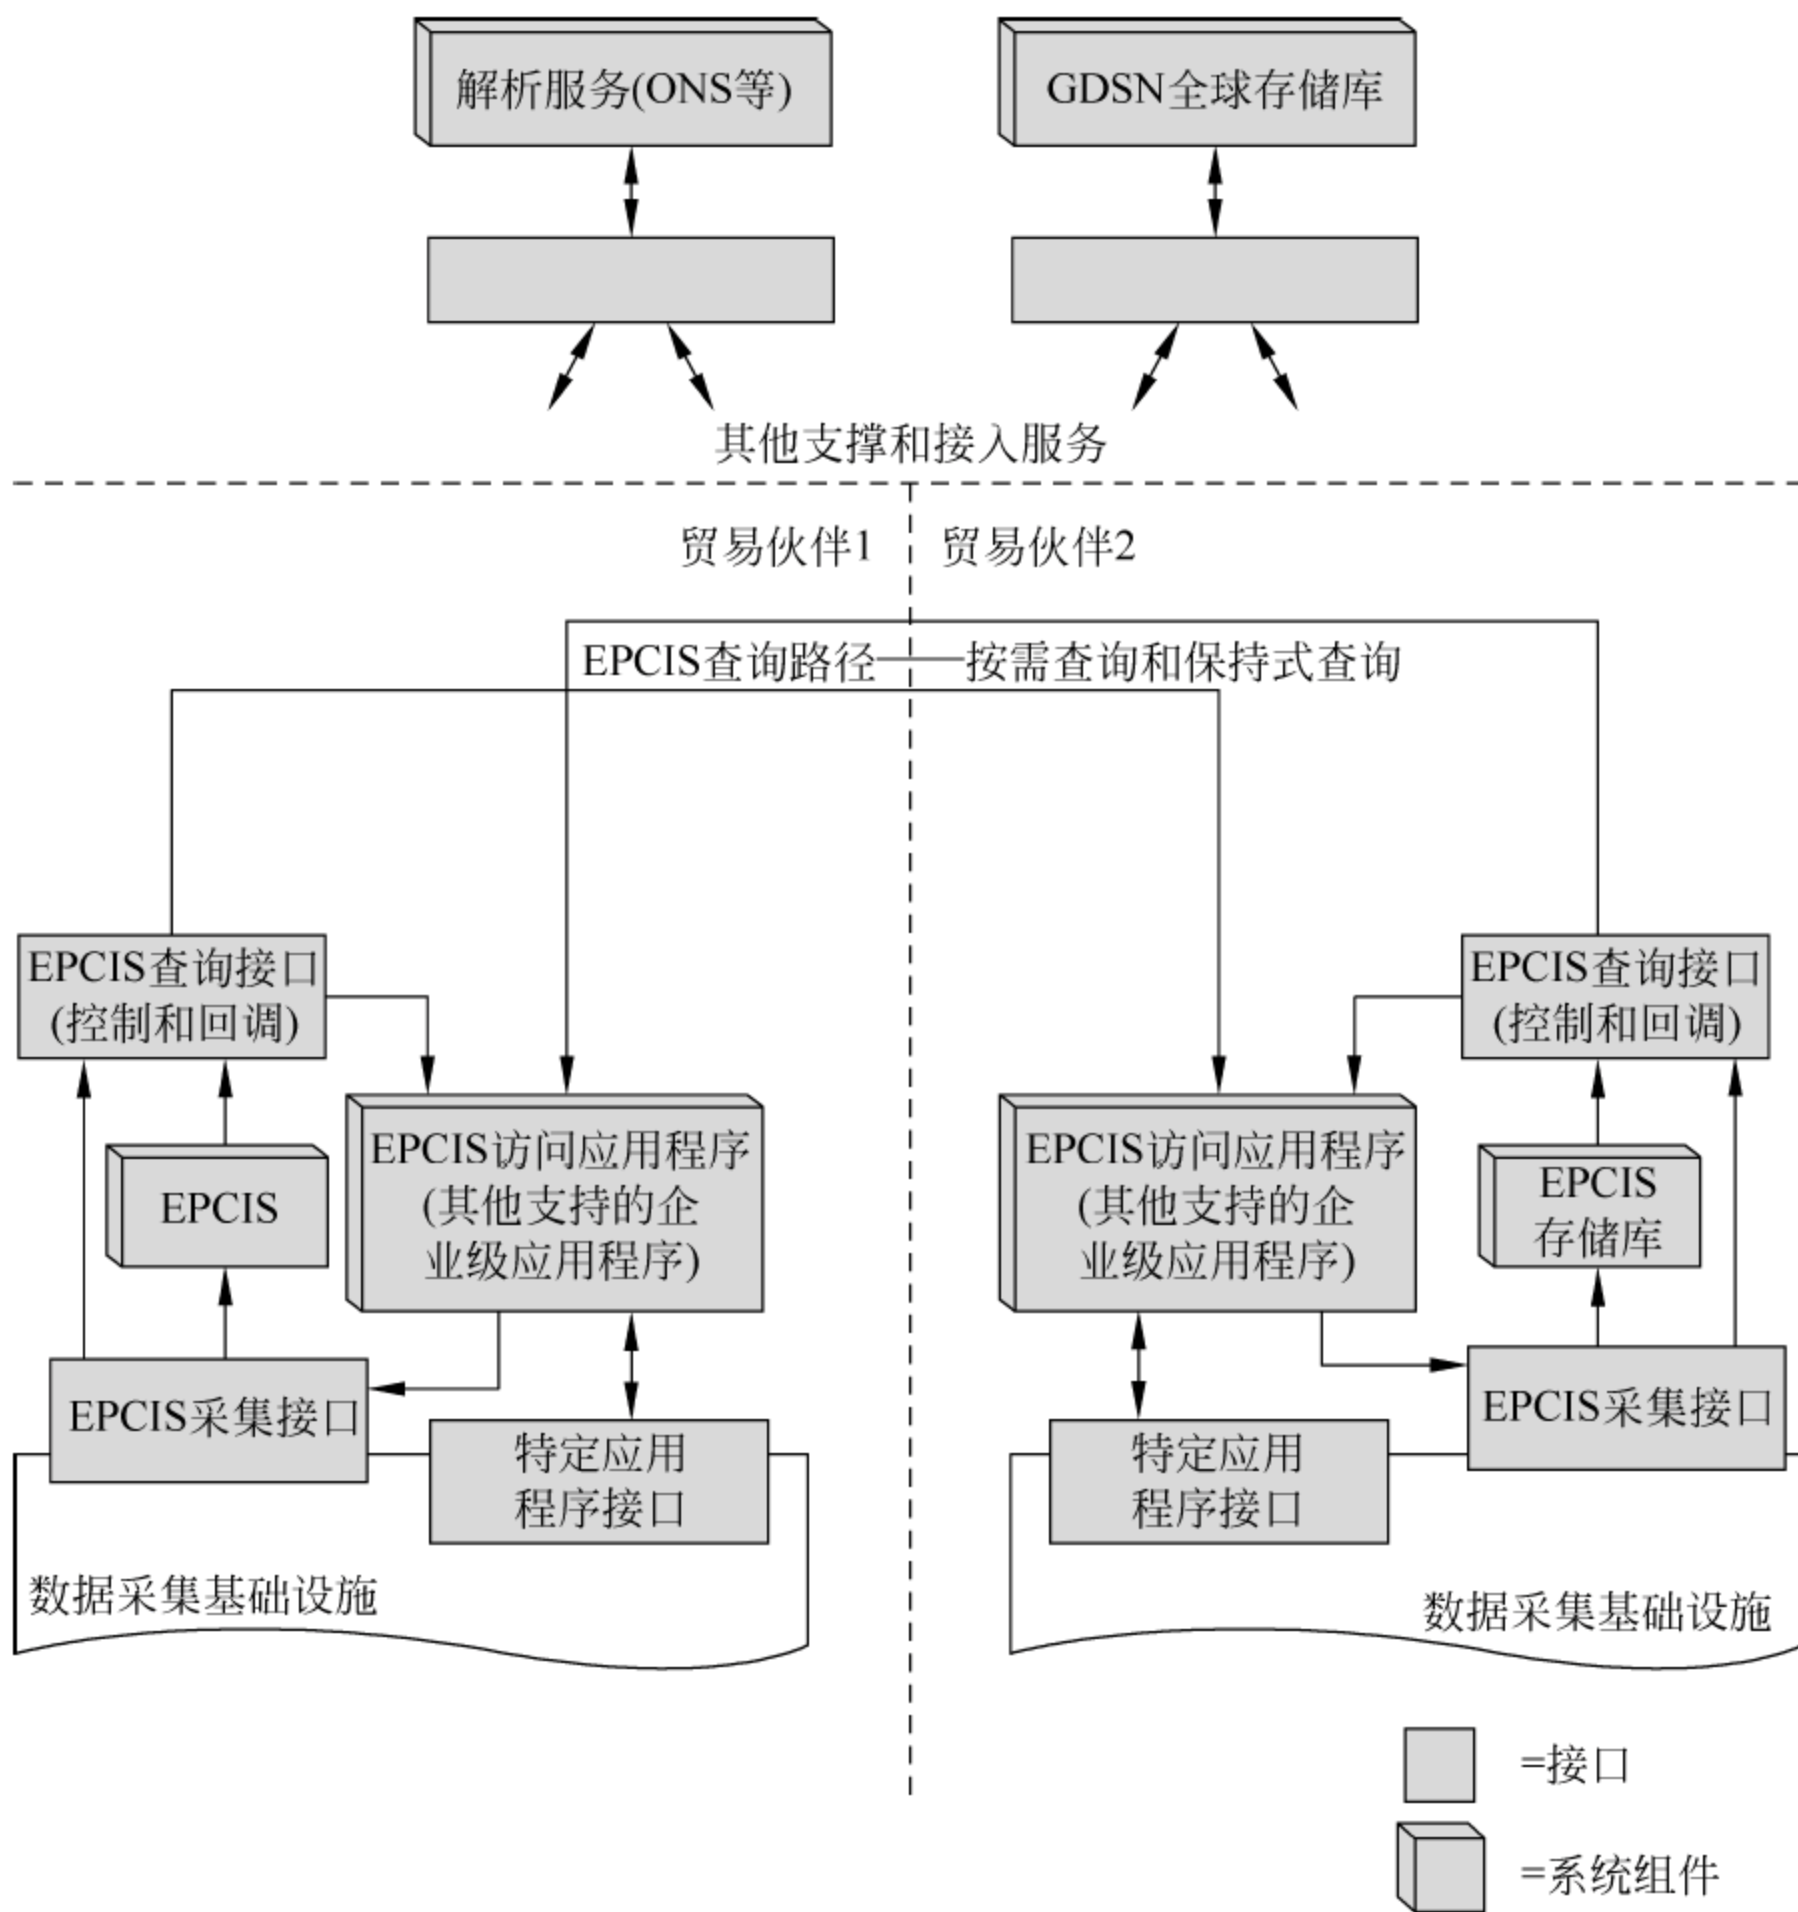 解析服务(ONS等)
GDSN全球存储库
其他支撑和接入服务
贸易伙伴1
贸易伙伴2
EPCIS查询路径——按需查询和保持式查询
EPCIS查询接口
(控制和回调)
EPCIS查询接口
(控制和回调)
EPCIS
EPCIS访问应用程序
(其他支持的企
业级应用程序)
EPCIS访问应用程序
(其他支持的企
业级应用程序)
EPCIS
存储库
EPCIS采集接口
特定应用
程序接口
特定应用
程序接口
EPCIS采集接口
数据采集基础设施
数据采集基础设施
=接口
=系统组件